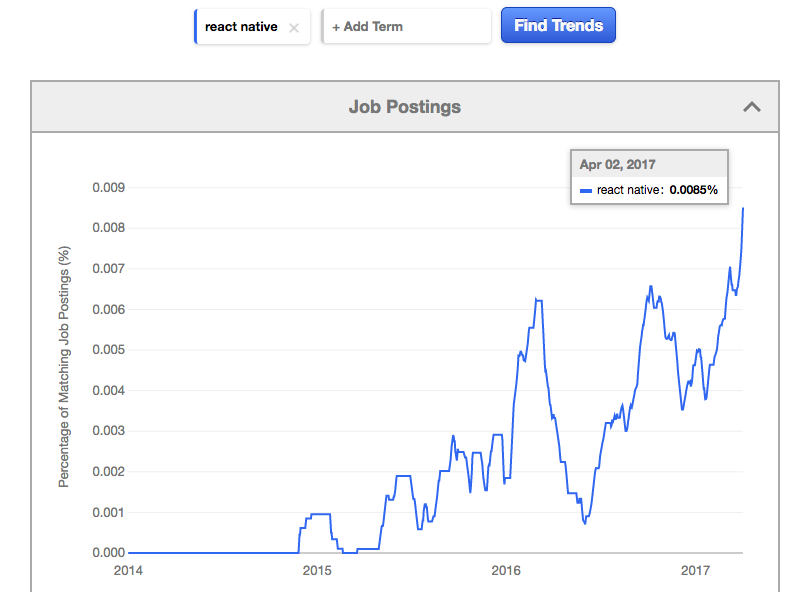 react native × + Add Term Find Trends
Job Postings
Apr 02, 2017
react native: 0.0085%
0.009
0.008
0.007
0.006
0.005
0.004
0.003
0.002
0.001
0.000
Percentage of Matching Job Postings (%)
2014 2015 2016 2017